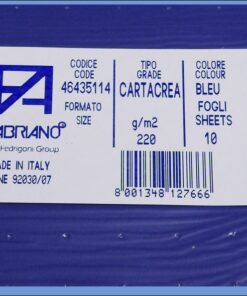 CODICE
CODE
46435114
FORMATO
SIZE
TIPO
GRADE
CARTACREA
g/m2
220
COLORE
COLOUR
BLEU
FOGLI
SHEETS
10
ABRIANO®
Fedrigoni Group
ADE IN ITALY
NE 92030/07
8 001348 127666